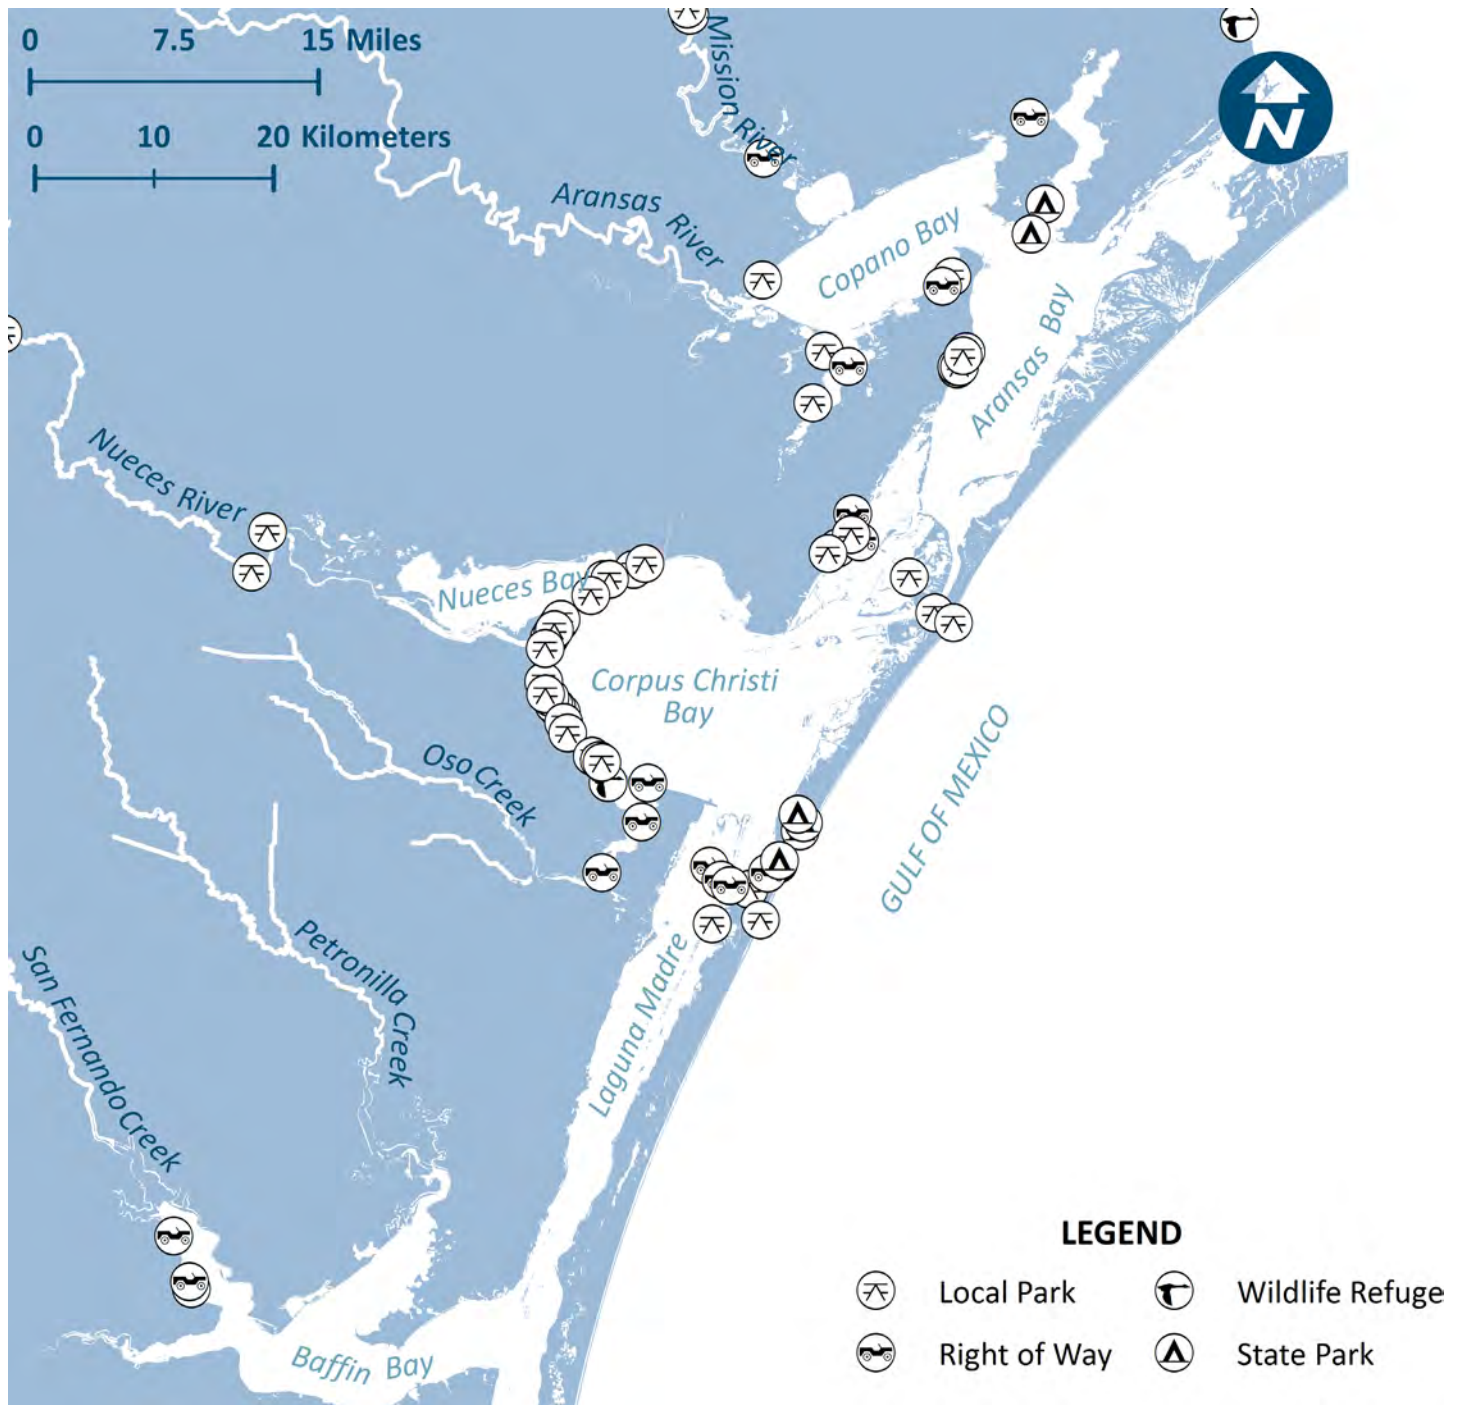 0 7.5 15 Miles
0 10 20 Kilometers
N
Mission River
Aransas River
Copano Bay
Aransas Bay
Nueces River
Nueces Bay
Corpus Christi
Bay
Oso Creek
GULF OF MEXICO
Petronilla Creek
San Fernando Creek
Laguna Madre
Baffin Bay
LEGEND
Local Park
Wildlife Refuge
Right of Way
State Park